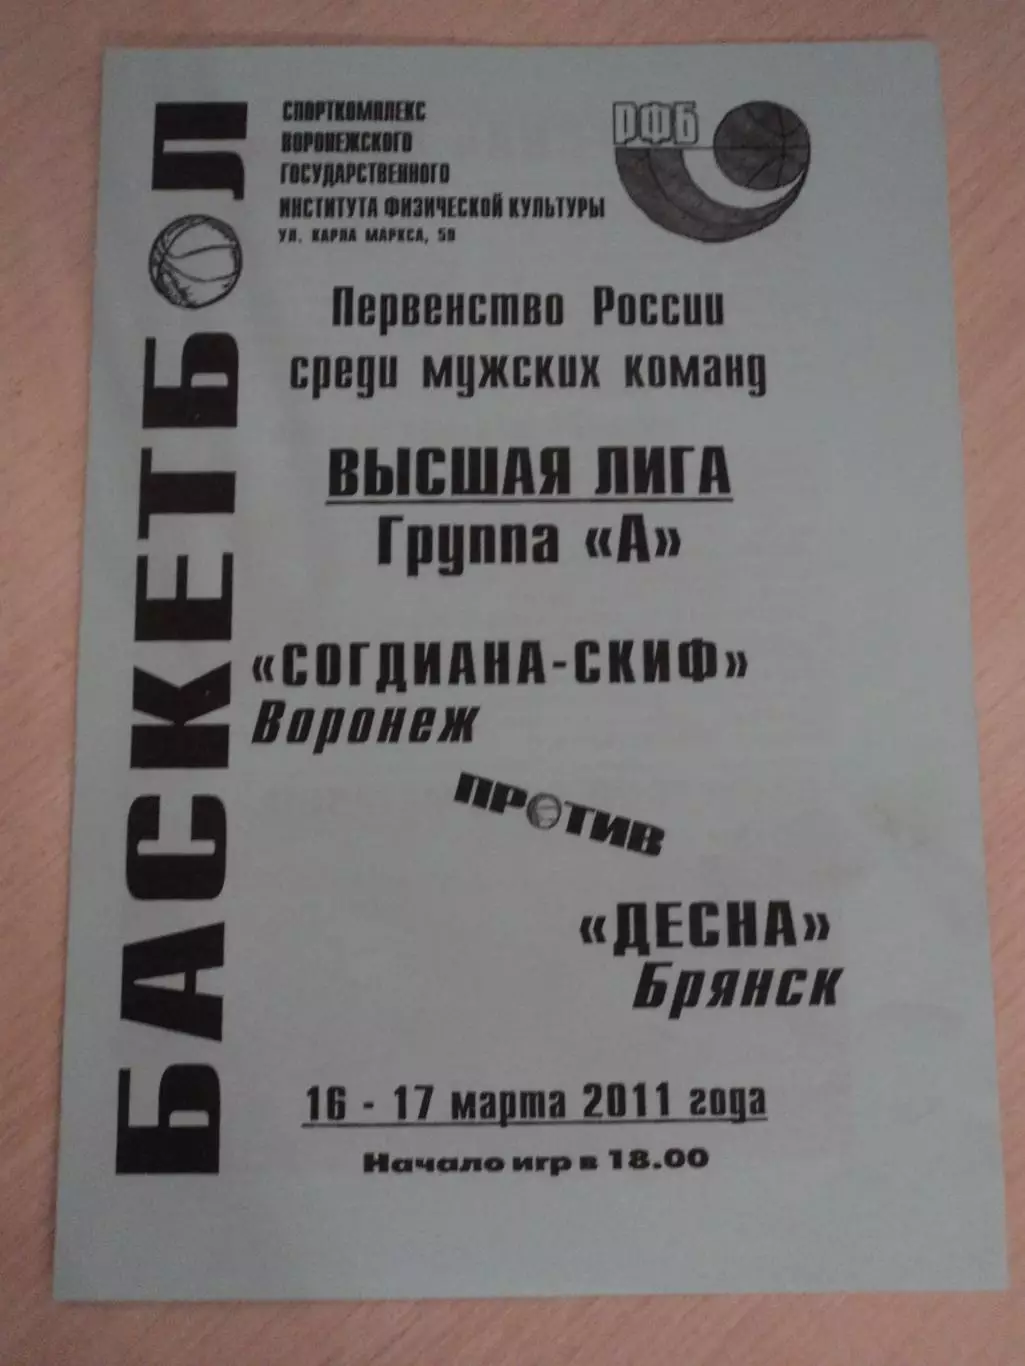 БАСКЕТБОЛ
СПОРТКОМПЛЕКС
ВОРОНЕЖСКОГО
ГОСУДАРСТВЕННОГО
ИНСТИТУТА ФИЗИЧЕСКОЙ КУЛЬТУРЫ
УЛ. КАРЛА МАРКСА, 59
РФБ
Первенство России
среди мужских команд
ВЫСШАЯ ЛИГА
Группа «А»
«СОГДИАНА-СКИФ»
Воронеж
ПРОТИВ
«ДЕСНА»
Брянск
16 - 17 марта 2011 года
Начало игр в 18.00